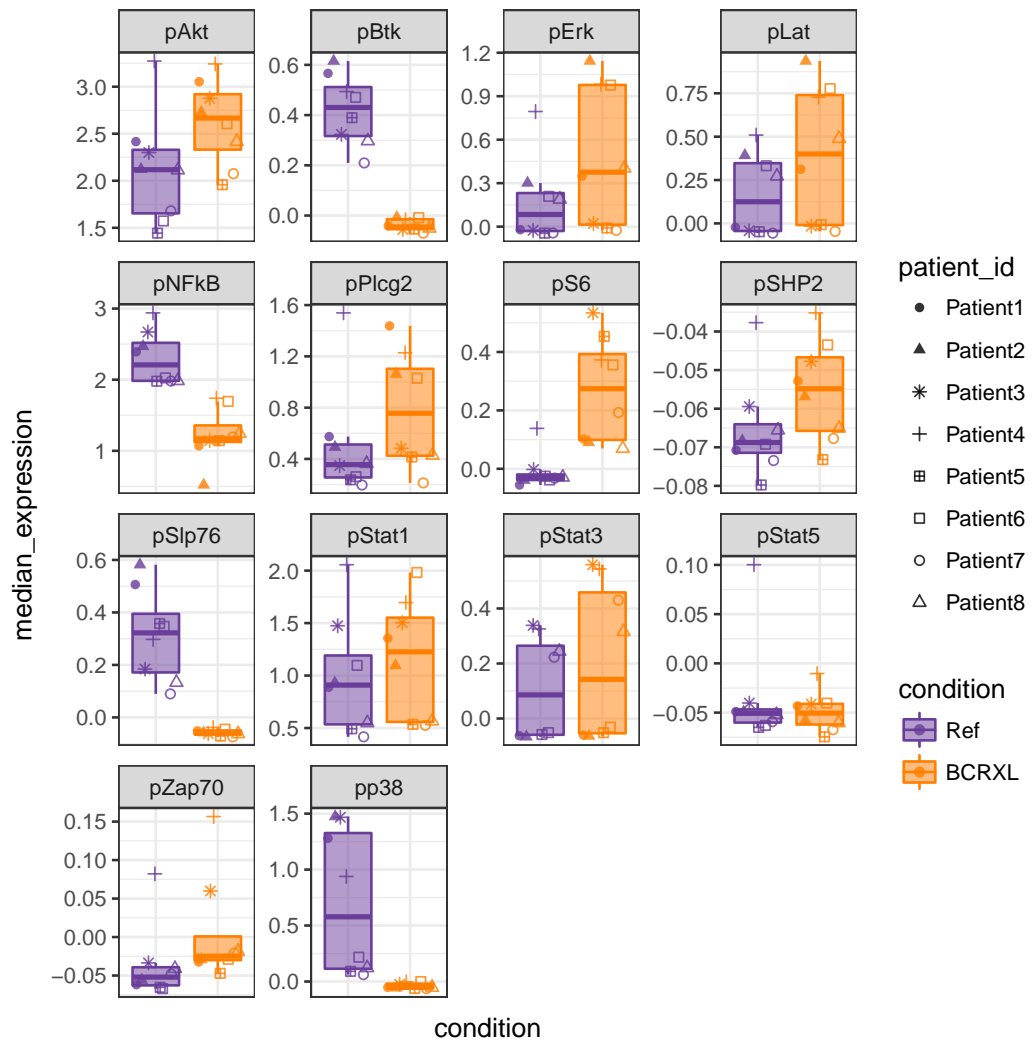 pAkt
pBtk
pErk
pLat
3.0
2.5
2.0
1.5
0.6
0.4
0.2
0.0
1.2
0.9
0.6
0.3
0.0
0.75
0.50
0.25
0.00
pNFkB
pPlcg2
pS6
pSHP2
3
2
1
1.6
1.2
0.8
0.4
0.4
0.2
0.0
−0.04
−0.05
−0.06
−0.07
−0.08
pSlp76
pStat1
pStat3
pStat5
0.6
0.4
0.2
0.0
2.0
1.5
1.0
0.5
0.4
0.2
0.0
0.10
0.05
0.00
−0.05
pZap70
pp38
0.15
0.10
0.05
0.00
−0.05
1.5
1.0
0.5
0.0
median_expression
condition
patient_id
Patient1
Patient2
Patient3
Patient4
Patient5
Patient6
Patient7
Patient8
condition
Ref
BCRXL